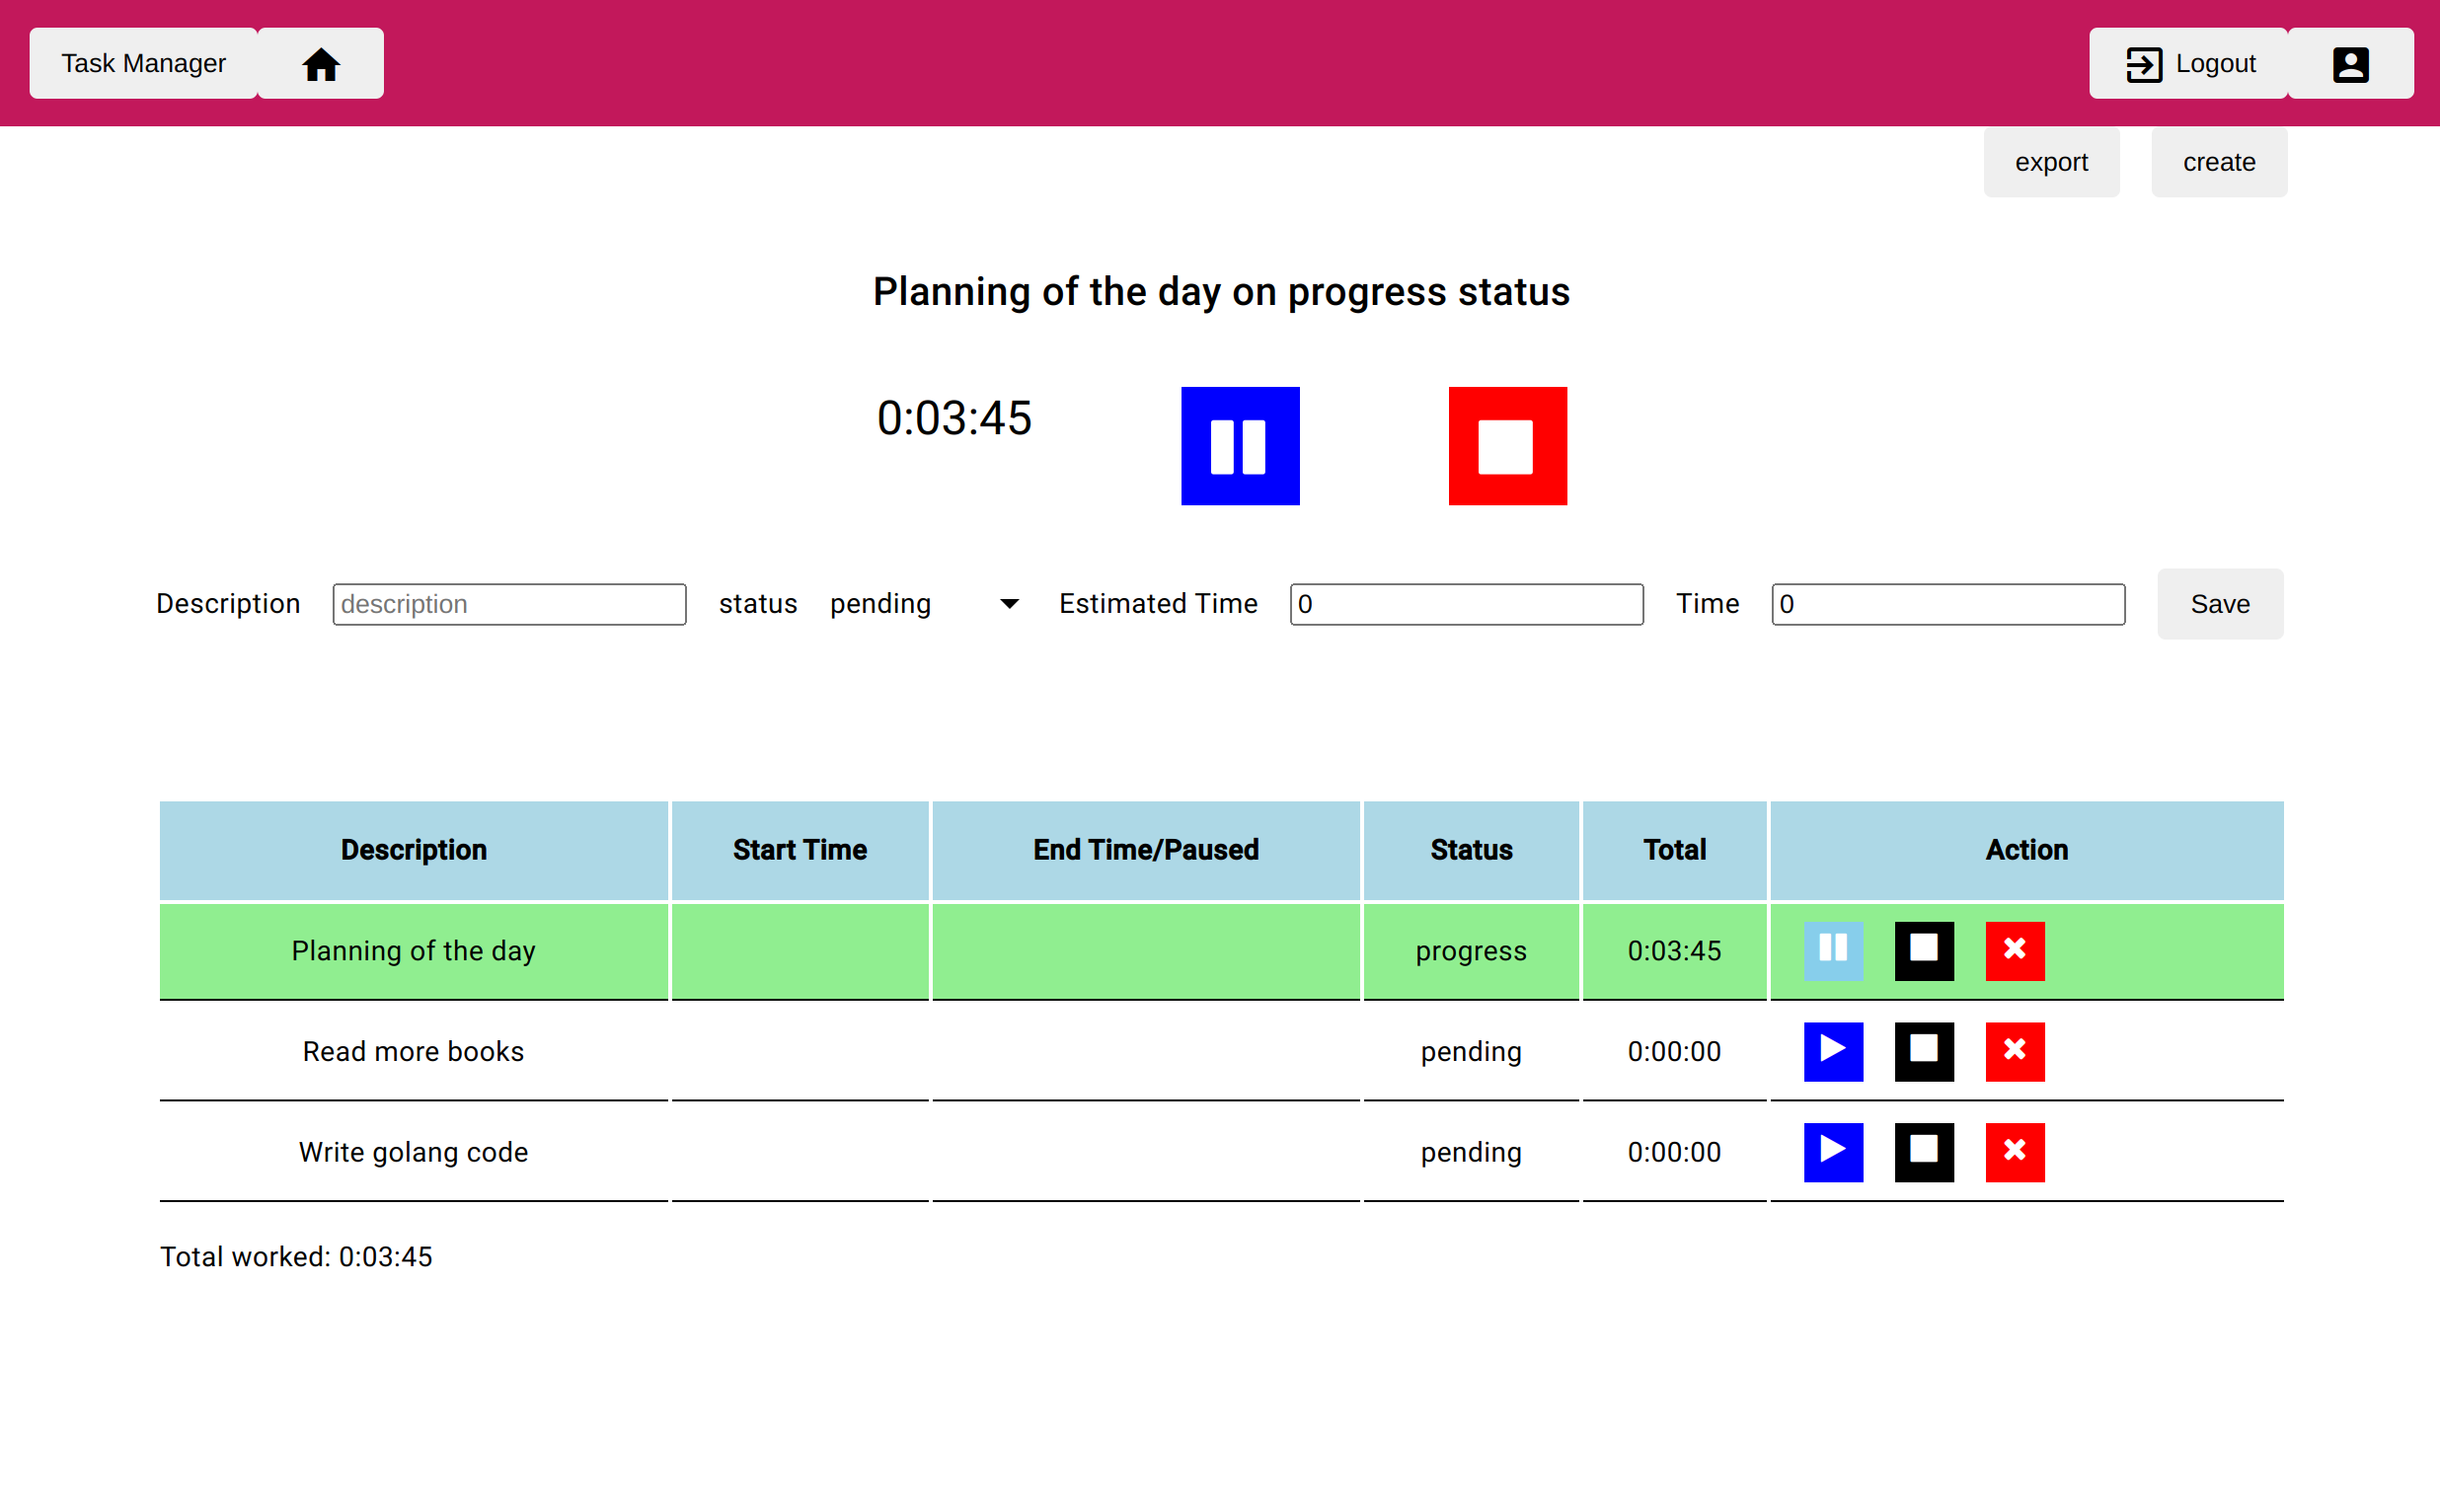 Task Manager Logout
export create
Planning of the day on progress status
0:03:45
Description description status pending Estimated Time 0 Time 0 Save
Description Start Time End Time/Paused Status Total Action
Planning of the day progress 0:03:45
Read more books pending 0:00:00
Write golang code pending 0:00:00
Total worked: 0:03:45